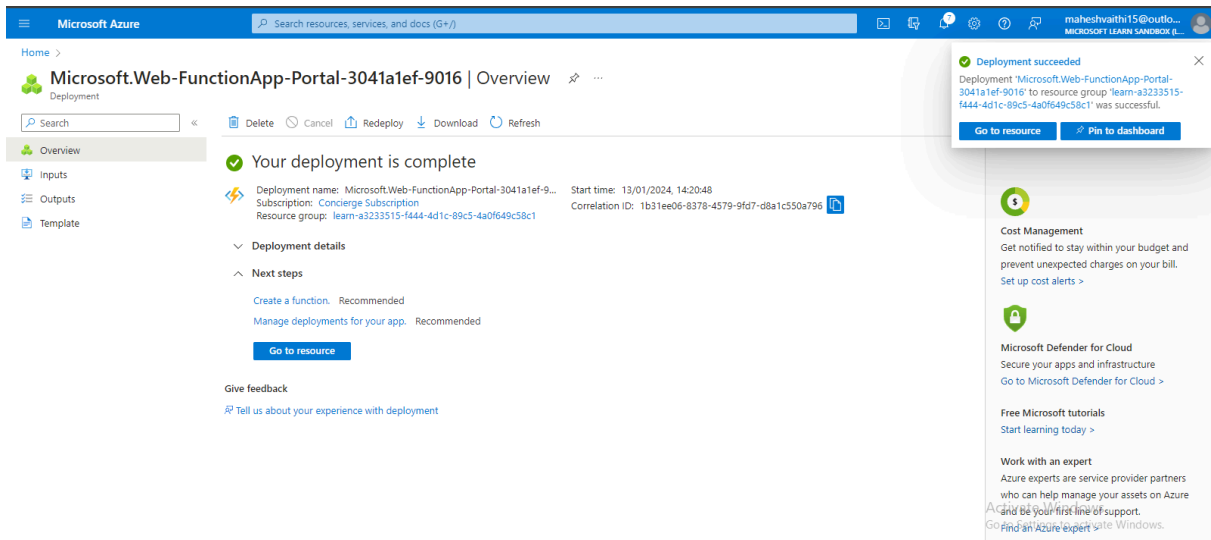 Microsoft Azure
Search resources, services, and docs (G+/)
7
maheshvaithi15@outlo...
MICROSOFT LEARN SANDBOX (L...
Home >
Microsoft.Web-FunctionApp-Portal-3041a1ef-9016 | Overview ...
Deployment
Search «
Overview
Inputs
Outputs
Template
Delete Cancel Redeploy Download Refresh
Your deployment is complete
Deployment name: Microsoft.Web-FunctionApp-Portal-3041a1ef-9...
Subscription: Concierge Subscription
Resource group: learn-a3233515-f444-4d1c-89c5-4a0f649c58c1
Start time: 13/01/2024, 14:20:48
Correlation ID: 1b31ee06-8378-4579-9fd7-d8a1c550a796
Deployment details
Next steps
Create a function. Recommended
Manage deployments for your app. Recommended
Go to resource
Give feedback
Tell us about your experience with deployment
Deployment succeeded
Deployment 'Microsoft.Web-FunctionApp-Portal-
3041a1ef-9016' to resource group 'learn-a3233515-
f444-4d1c-89c5-4a0f649c58c1' was successful.
Go to resource Pin to dashboard
Cost Management
Get notified to stay within your budget and
prevent unexpected charges on your bill.
Set up cost alerts >
Microsoft Defender for Cloud
Secure your apps and infrastructure
Go to Microsoft Defender for Cloud >
Free Microsoft tutorials
Start learning today >
Work with an expert
Azure experts are service provider partners
who can help manage your assets on Azure
and be your first line of support.
Find an Azure expert >
Activate Windows
Go to Settings to activate Windows.